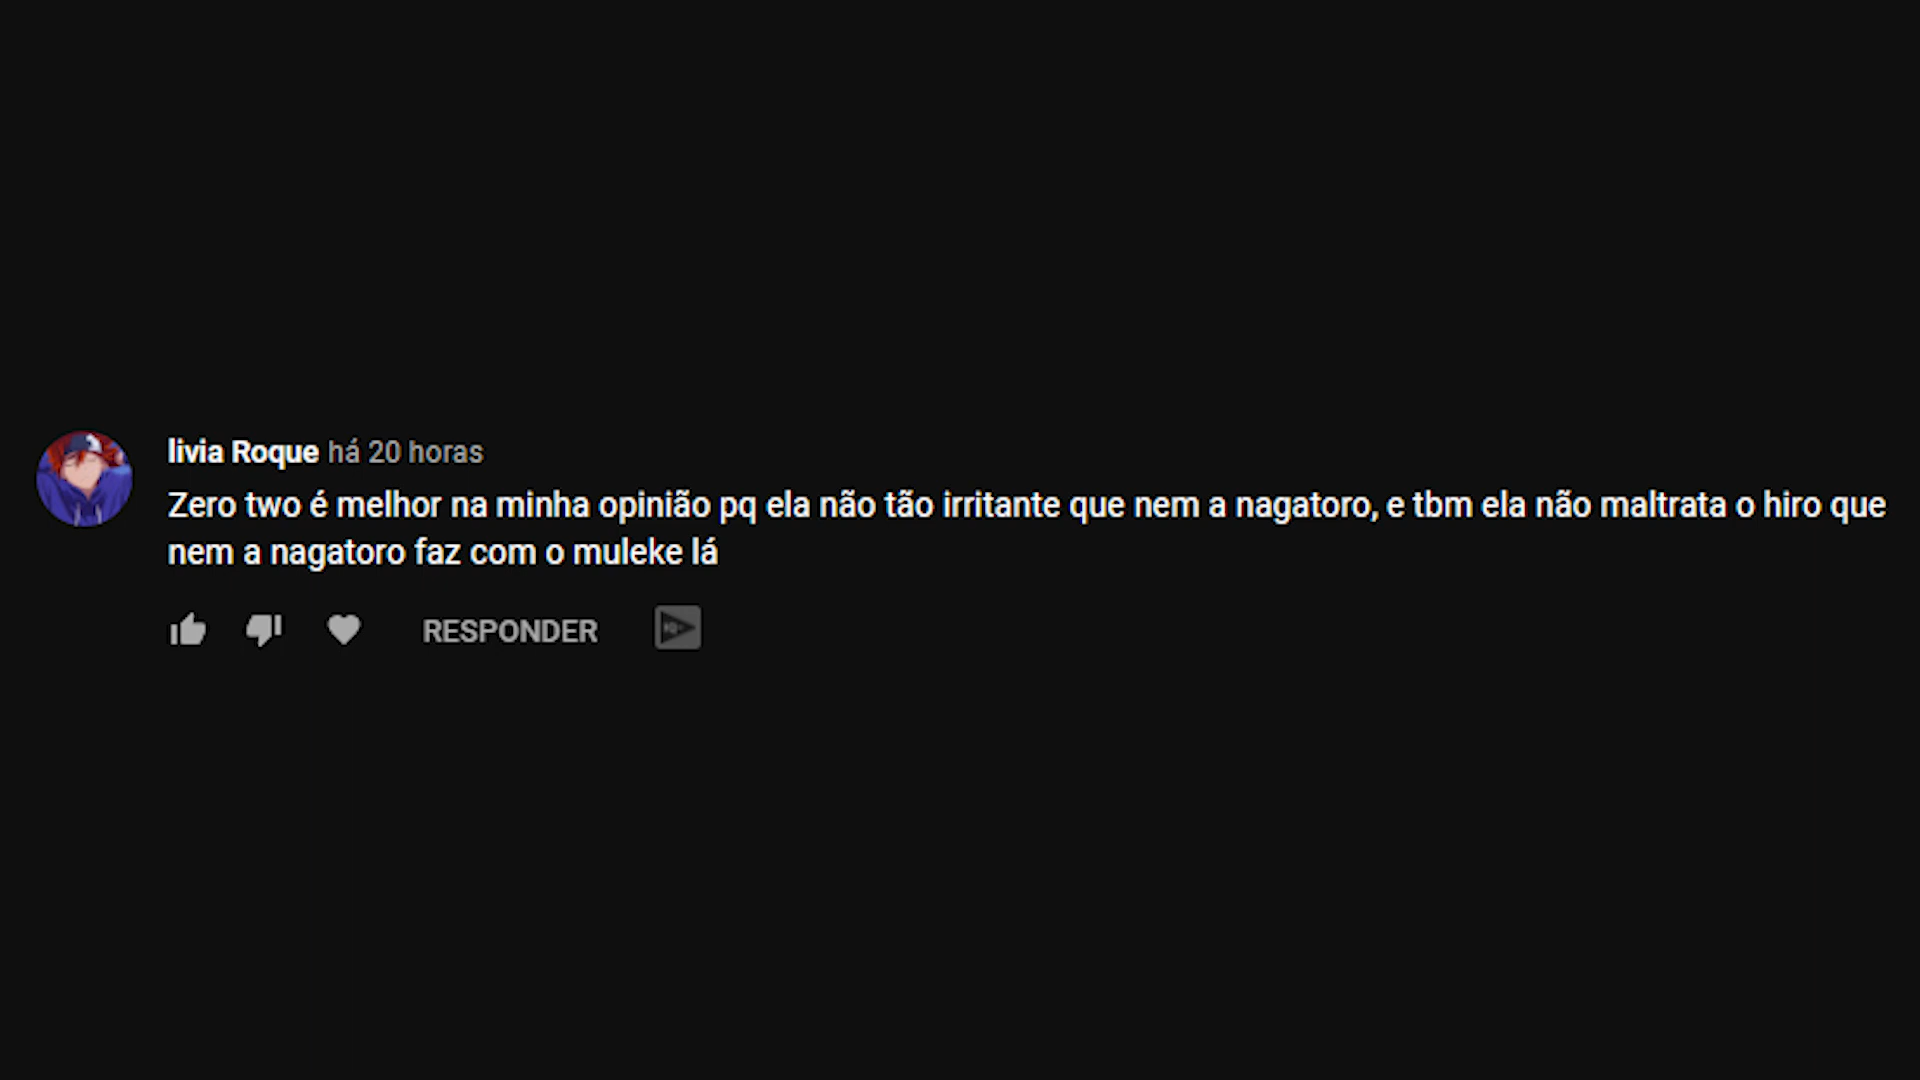 livia Roque há 20 horas
Zero two é melhor na minha opinião pq ela não tão irritante que nem a nagatoro, e tbm ela não maltrata o hiro que
nem a nagatoro faz com o muleke lá
RESPONDER